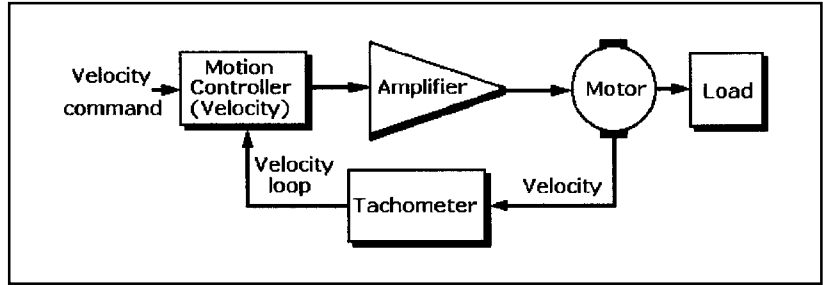 Velocity
command
Motion
Controller
(Velocity)
Amplifier
Motor
Load
Velocity
loop
Tachometer
Velocity